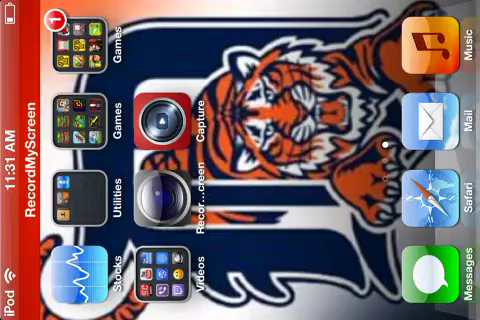 iPod 11:31 AM
RecordMyScreen
Stocks Utilities Games Games
1
Videos Recor...creen Capture
Messages Safari Mail Music